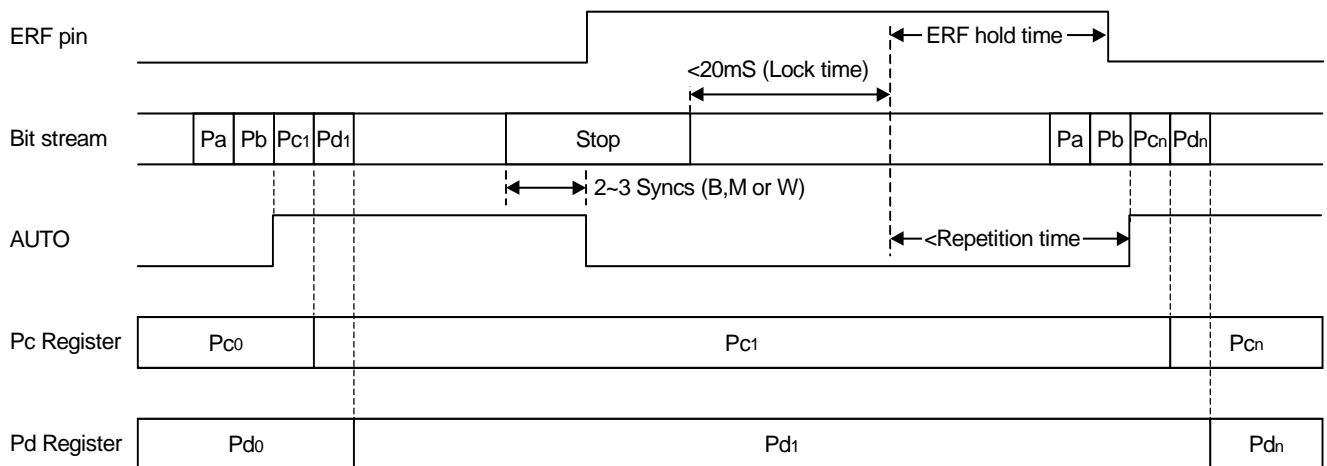 ERF pin
ERF hold time
<20mS (Lock time)
Bit stream
Pa Pb Pc1 Pd1 Stop Pa Pb Pcn Pdn
2~3 Syncs (B,M or W)
AUTO
<Repetition time
Pc Register Pc0 Pc1 Pcn
Pd Register Pd0 Pd1 Pdn